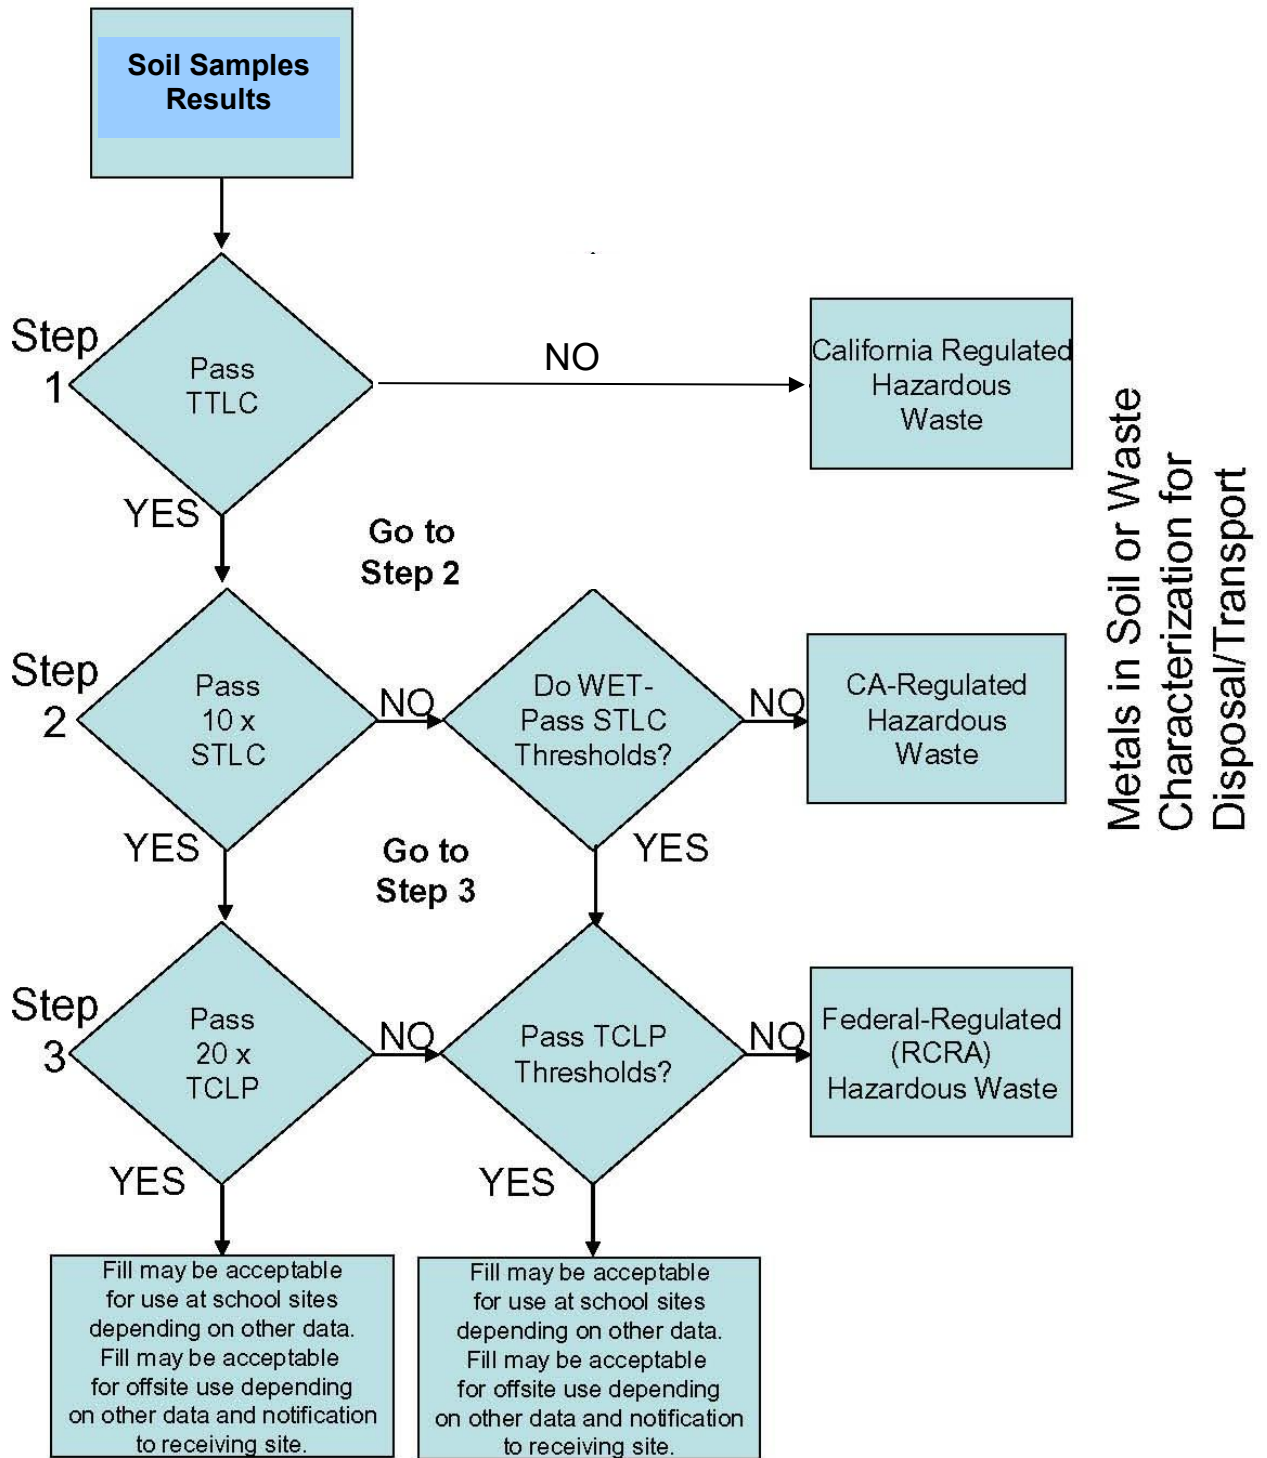 Soil Samples
Results
Step
1
Pass
TTLC
NO
California Regulated
Hazardous
Waste
YES
Go to
Step 2
Step
2
Pass
10 x
STLC
NO
Do WET-
Pass STLC
Thresholds?
NO
CA-Regulated
Hazardous
Waste
YES
Go to
Step 3
YES
Step
3
Pass
20 x
TCLP
NO
Pass TCLP
Thresholds?
NO
Federal-Regulated
(RCRA)
Hazardous Waste
YES
YES
Fill may be acceptable
for use at school sites
depending on other data.
Fill may be acceptable
for offsite use depending
on other data and notification
to receiving site.
Fill may be acceptable
for use at school sites
depending on other data.
Fill may be acceptable
for offsite use depending
on other data and notification
to receiving site.
Metals in Soil or Waste
Characterization for
Disposal/Transport